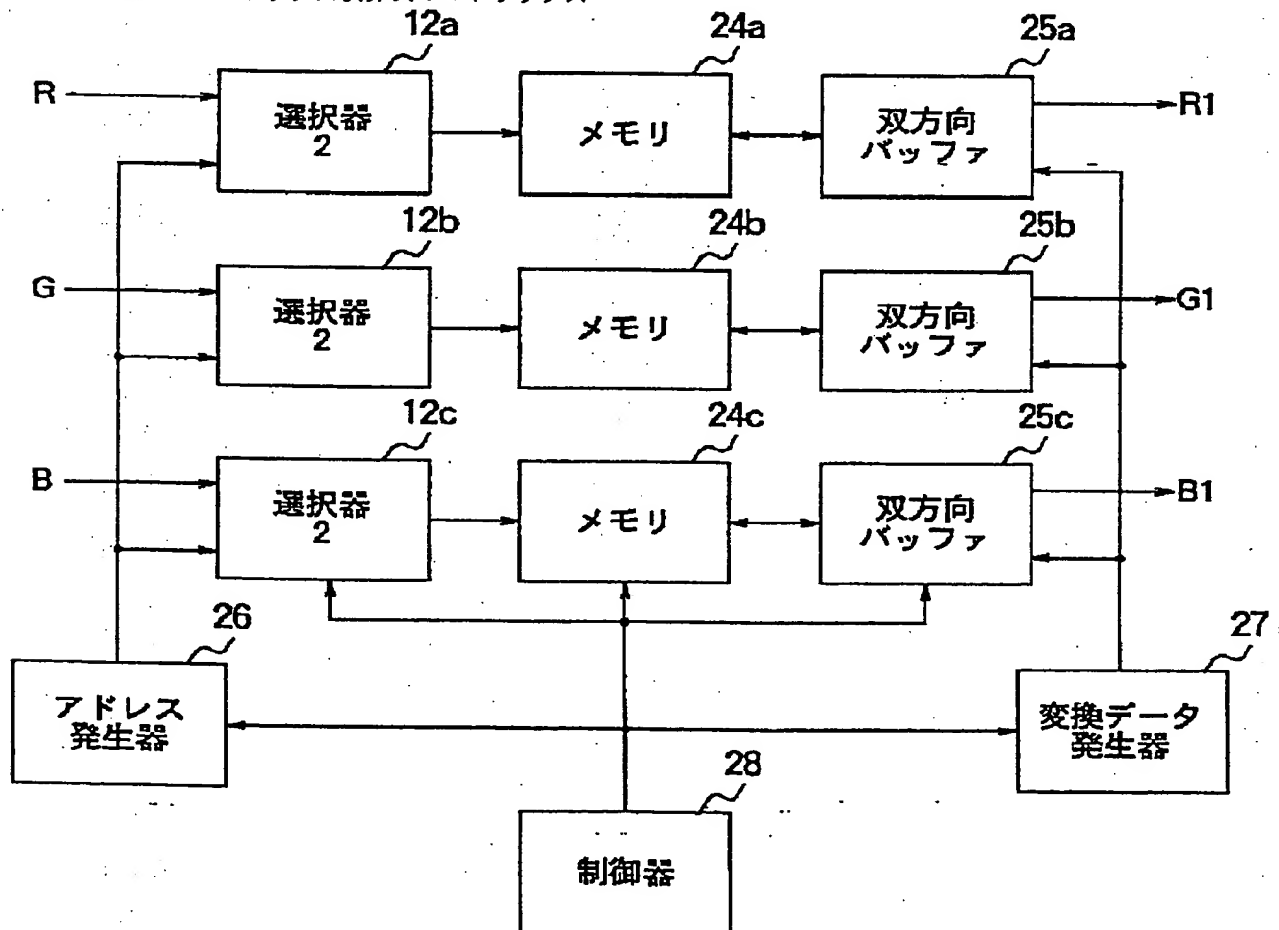 12a
24a
25a
R
選択器
2
メモリ
双方向
バッファ
R1
12b
24b
25b
G
選択器
2
メモリ
双方向
バッファ
G1
12c
24c
25c
B
選択器
2
メモリ
双方向
バッファ
B1
26
27
アドレス
発生器
変換データ
発生器
28
制御器